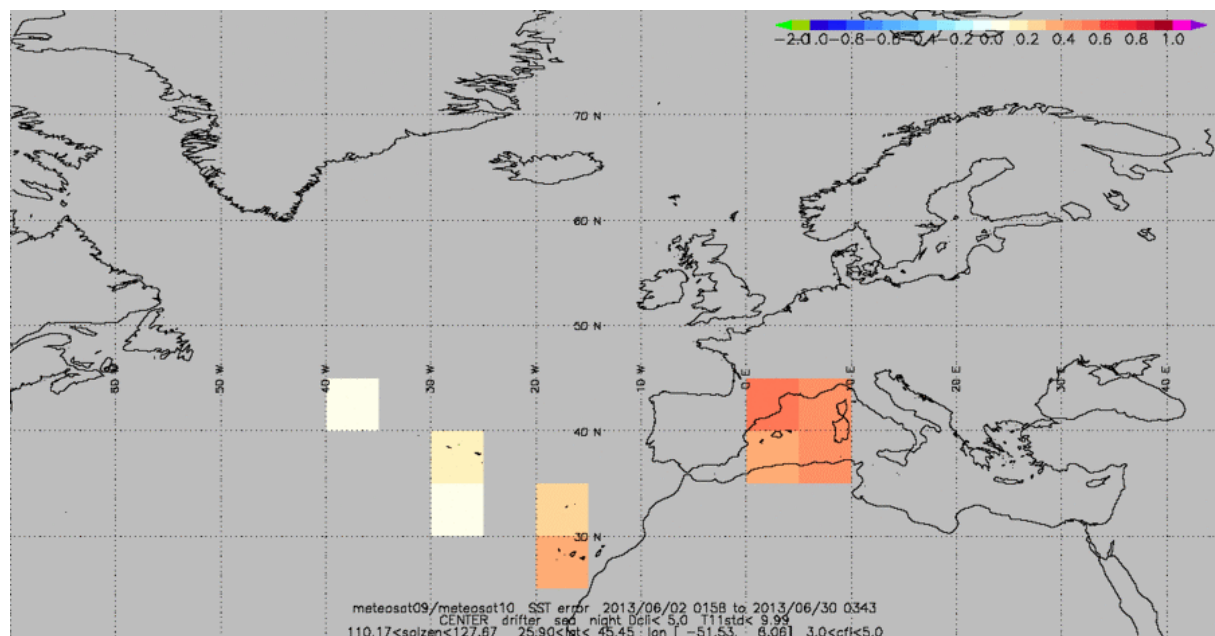 -2.0 -1.0 -0.8 -0.6 -0.4 -0.2 -0.0 0.2 0.4 0.6 0.8 1.0
70 N
60 N
50 N
60 W 40 W 30 W 20 W 10 W 0 E 10 E 20 E 30 E 40 E
40 N
30 N
meteosat09/meteosat10 SST error 2013/06/02 0158 to 2013/06/30 0343
CENTER drifter sea night Dcli< 5.0 T11std< 9.99
110.17<solzen<127.67 25.90<lat< 45.45 lon [ -51.53, 6.06] 3.0<cfl<5.0